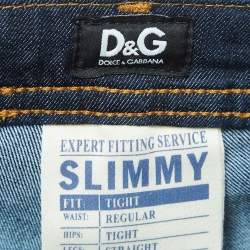 D&G
DOLCE & GABBANA
EXPERT FITTING SERVICE
SLIMMY
FIT: TIGHT
WAIST: REGULAR
HIPS: TIGHT
LEGS: STRAIGHT